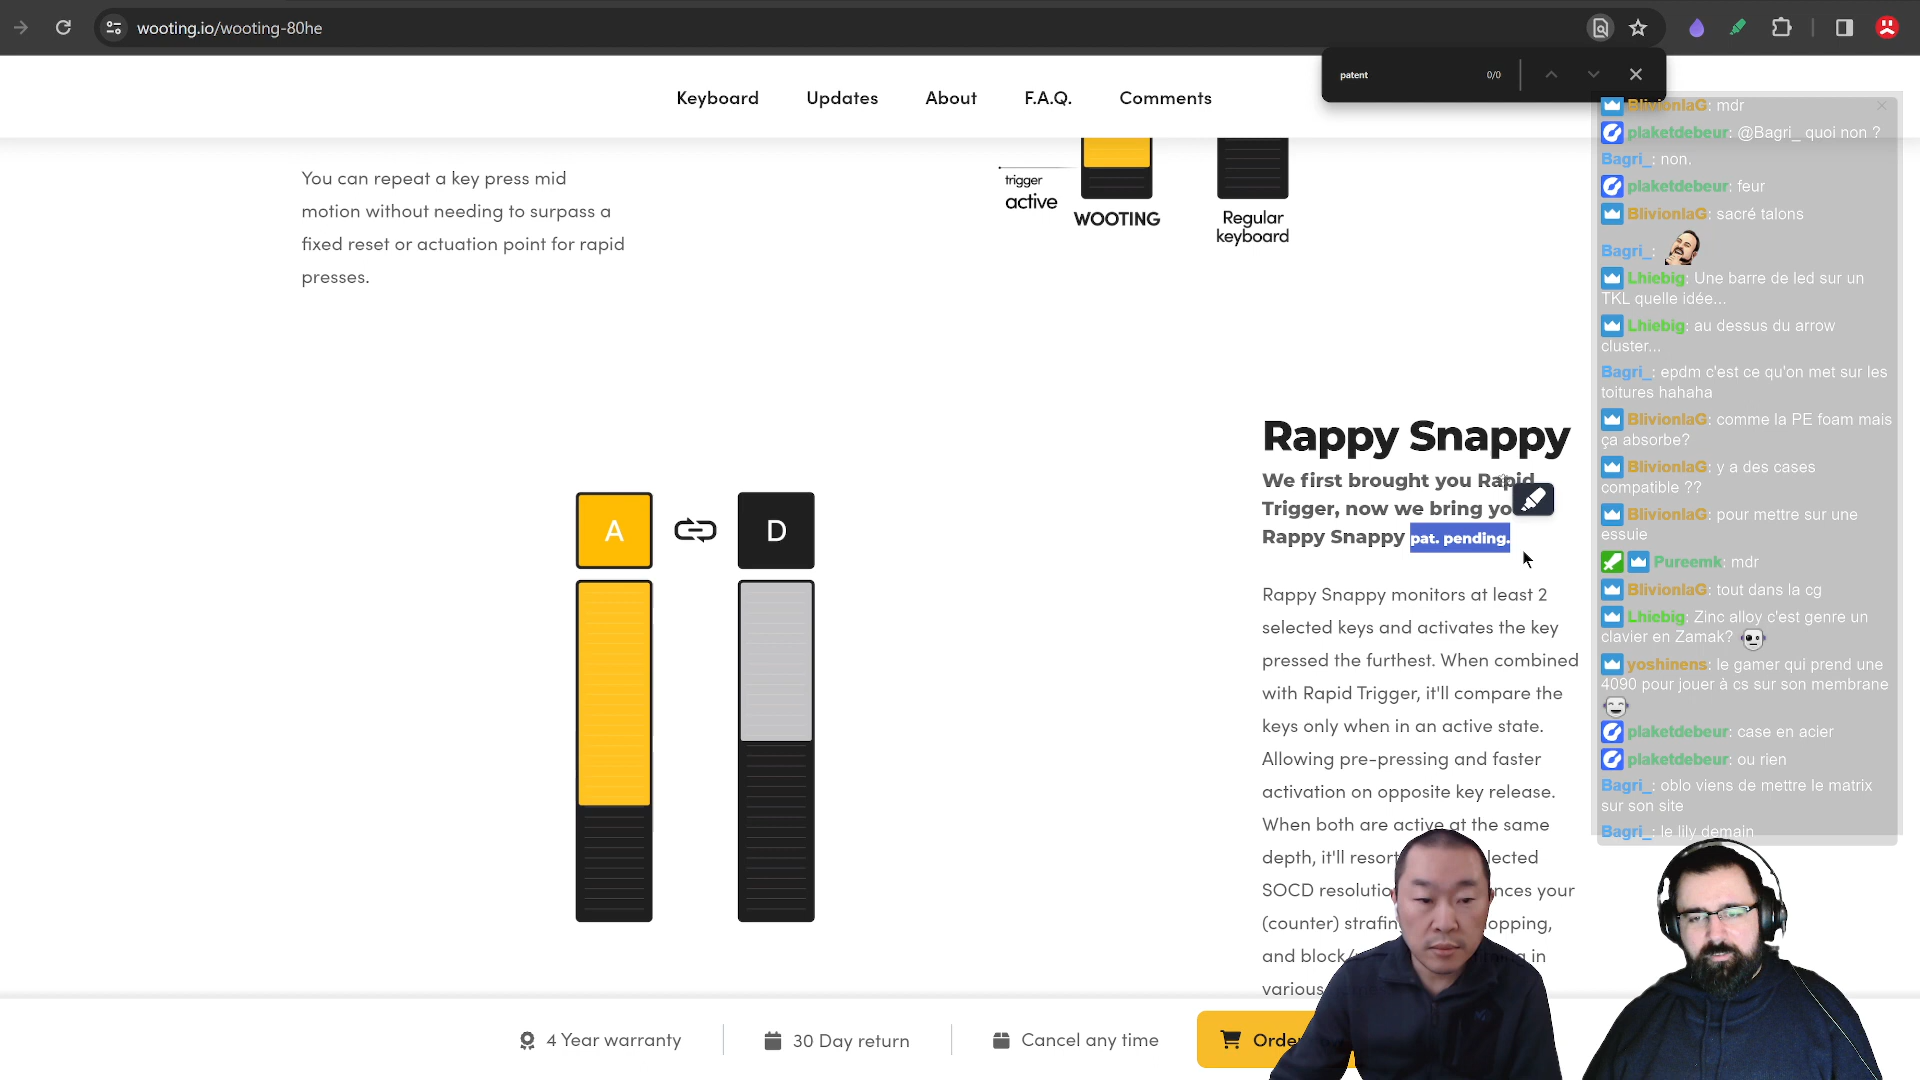 wooting.io/wooting-80he
patent
0/0
Keyboard
Updates
About
F.A.Q.
Comments
You can repeat a key press mid
motion without needing to surpass a
fixed reset or actuation point for rapid
presses.
trigger
active
WOOTING
Regular
keyboard
A
D
Rappy Snappy
We first brought you Rapid
Trigger, now we bring yo
Rappy Snappy pat. pending.
Rappy Snappy monitors at least 2
selected keys and activates the key
pressed the furthest. When combined
with Rapid Trigger, it'll compare the
keys only when in an active state.
Allowing pre-pressing and faster
activation on opposite key release.
When both are active at the same
depth, it'll resor lected
SOCD resolutio nces your
(counter) strafin opping,
and block/ in
various
BlivionlaG: mdr
plaketdebeur: @Bagri_ quoi non ?
Bagri_: non.
plaketdebeur: feur
BlivionlaG: sacré talons
Bagri_:
Lhiebig: Une barre de led sur un
TKL quelle idée...
Lhiebig: au dessus du arrow
cluster...
Bagri_: epdm c'est ce qu'on met sur les
toitures hahaha
BlivionlaG: comme la PE foam mais
ça absorbe?
BlivionlaG: y a des cases
compatible ??
BlivionlaG: pour mettre sur une
essuie
Pureemk: mdr
BlivionlaG: tout dans la cg
Lhiebig: Zinc alloy c'est genre un
clavier en Zamak?
yoshinens: le gamer qui prend une
4090 pour jouer à cs sur son membrane
plaketdebeur: case en acier
plaketdebeur: ou rien
Bagri_: oblo viens de mettre le matrix
sur son site
Bagri_: le lily demain
4 Year warranty
30 Day return
Cancel any time
Orde